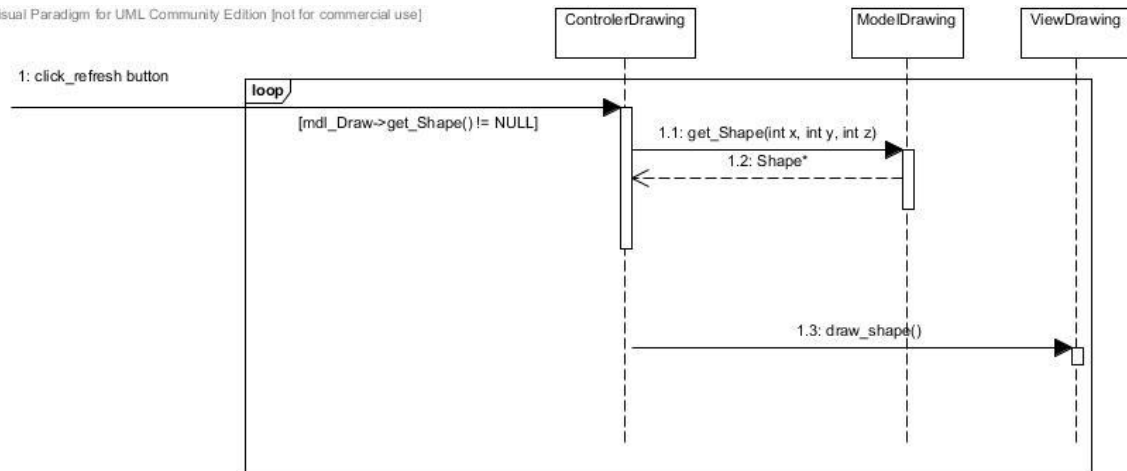 isual Paradigm for UML Community Edition [not for commercial use]
ControlerDrawing
ModelDrawing
ViewDrawing
1: click_refresh button
loop
[mdl_Draw->get_Shape() != NULL]
1.1: get_Shape(int x, int y, int z)
1.2: Shape*
1.3: draw_shape()